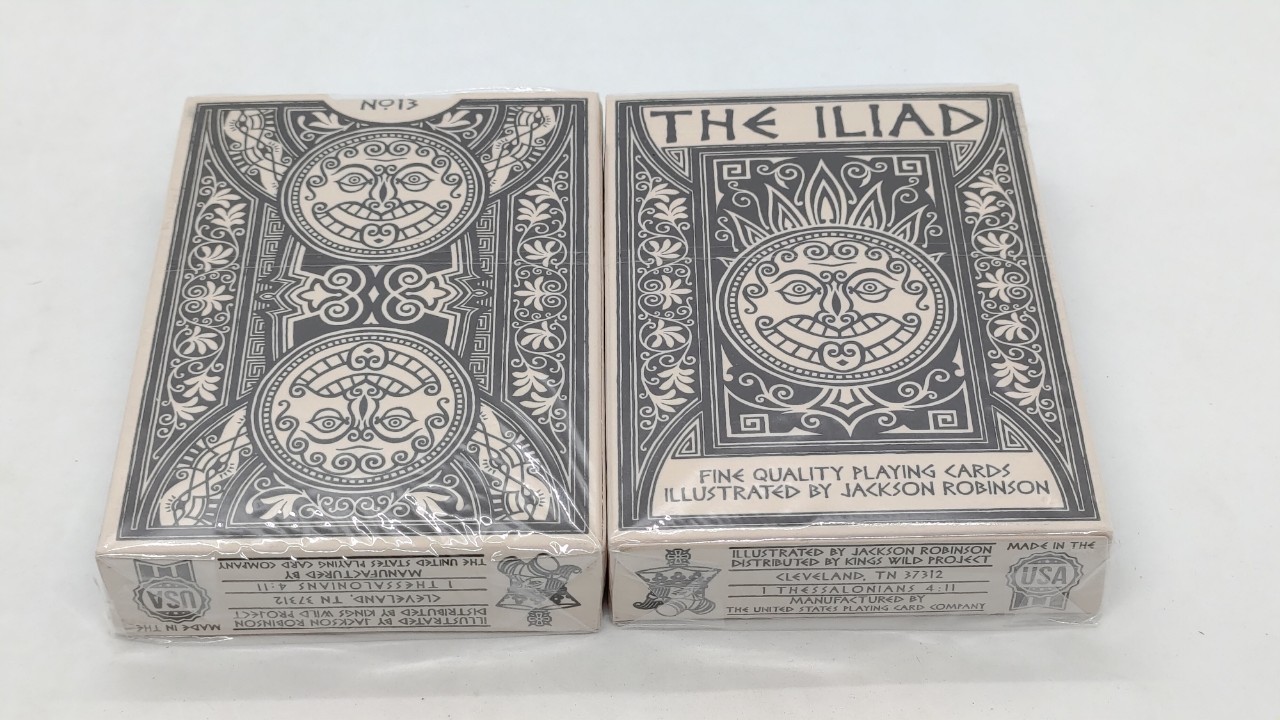 Nº13
THE UNITED STATES PLAYING CARD COMPANY
MANUFACTURED BY
1 THESSALONIANS 4:11
CLEVELAND, TN 37312
DISTRIBUTED BY KINGS WILD PROJECT
ILLUSTRATED BY JACKSON ROBINSON
USA
MADE IN THE
THE ILIAD
FINE QUALITY PLAYING CARDS
ILLUSTRATED BY JACKSON ROBINSON
ILLUSTRATED BY JACKSON ROBINSON
DISTRIBUTED BY KINGS WILD PROJECT
CLEVELAND, TN 37312
1 THESSALONIANS 4:11
MANUFACTURED BY
THE UNITED STATES PLAYING CARD COMPANY
MADE IN THE
USA